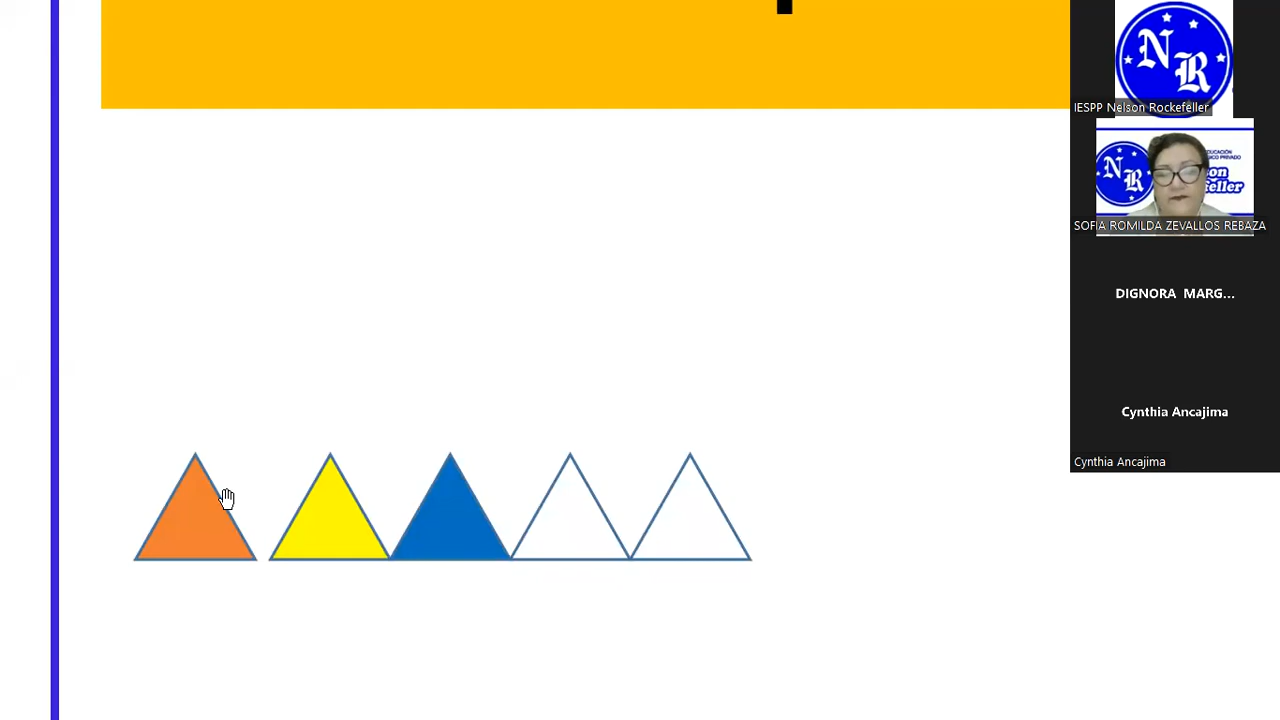 N R
IESPP Nelson Rockefeller
N R
SOFIA ROMILDA ZEVALLOS REBAZA
DIGNORA MARG...
Cynthia Ancajima
Cynthia Ancajima